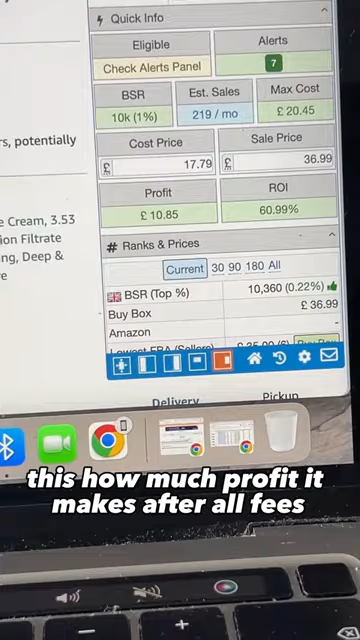 Quick Info
Eligible
Alerts
Check Alerts Panel
7
BSR
Est. Sales
Max Cost
10k (1%)
219 / mo
£ 20.45
rs, potentially
Cost Price
Sale Price
£
17.79
£
36.99
Profit
ROI
£ 10.85
60.99%
e Cream, 3.53
ion Filtrate
ng, Deep &
e
# Ranks & Prices
Current 30 90 180 All
BSR (Top %)
10,360 (0.22%)
Buy Box
£ 36.99
Amazon
-
Lowest FBA (Sellers)
Delivery
Pickup
this how much profit it
makes after all fees